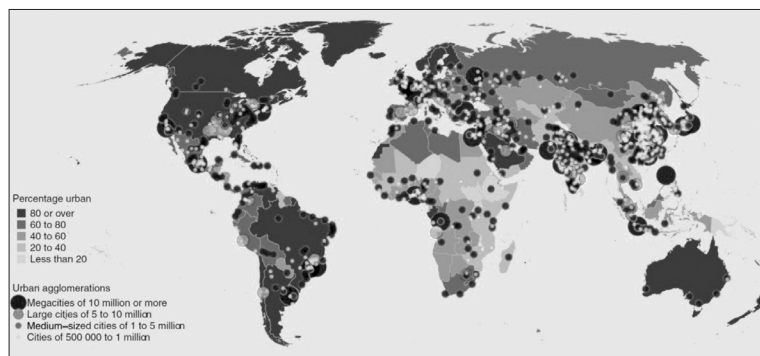 Percentage urban
80 or over
60 to 80
40 to 60
20 to 40
Less than 20
Urban agglomerations
Megacities of 10 million or more
Large cities of 5 to 10 million
Medium-sized cities of 1 to 5 million
Cities of 500 000 to 1 million